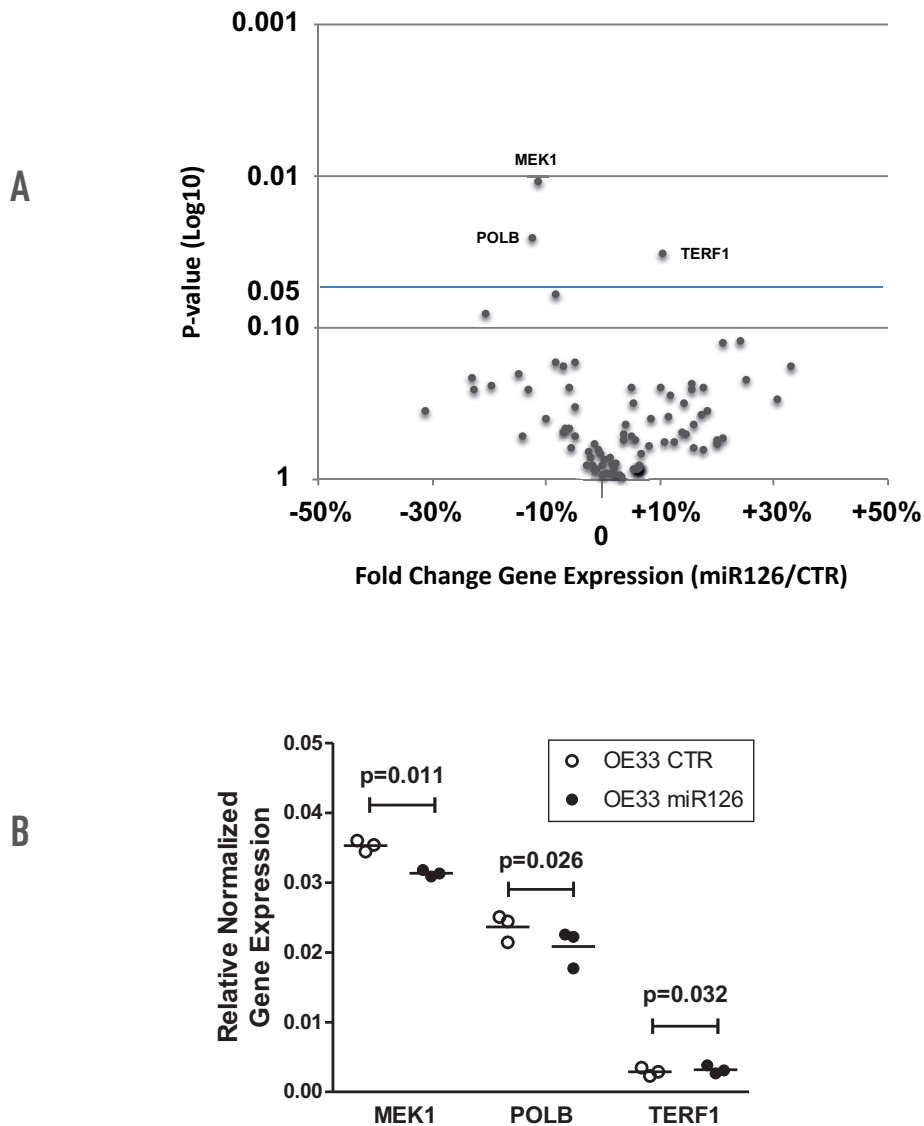 A
P-value (Log10)
0.001
0.01
0.05
0.10
1
MEK1
POLB
TERF1
-50%
-30%
-10%
0
+10%
+30%
+50%
Fold Change Gene Expression (miR126/CTR)
B
Relative Normalized
Gene Expression
0.05
0.04
0.03
0.02
0.01
0.00
OE33 CTR
OE33 miR126
p=0.011
p=0.026
p=0.032
MEK1
POLB
TERF1